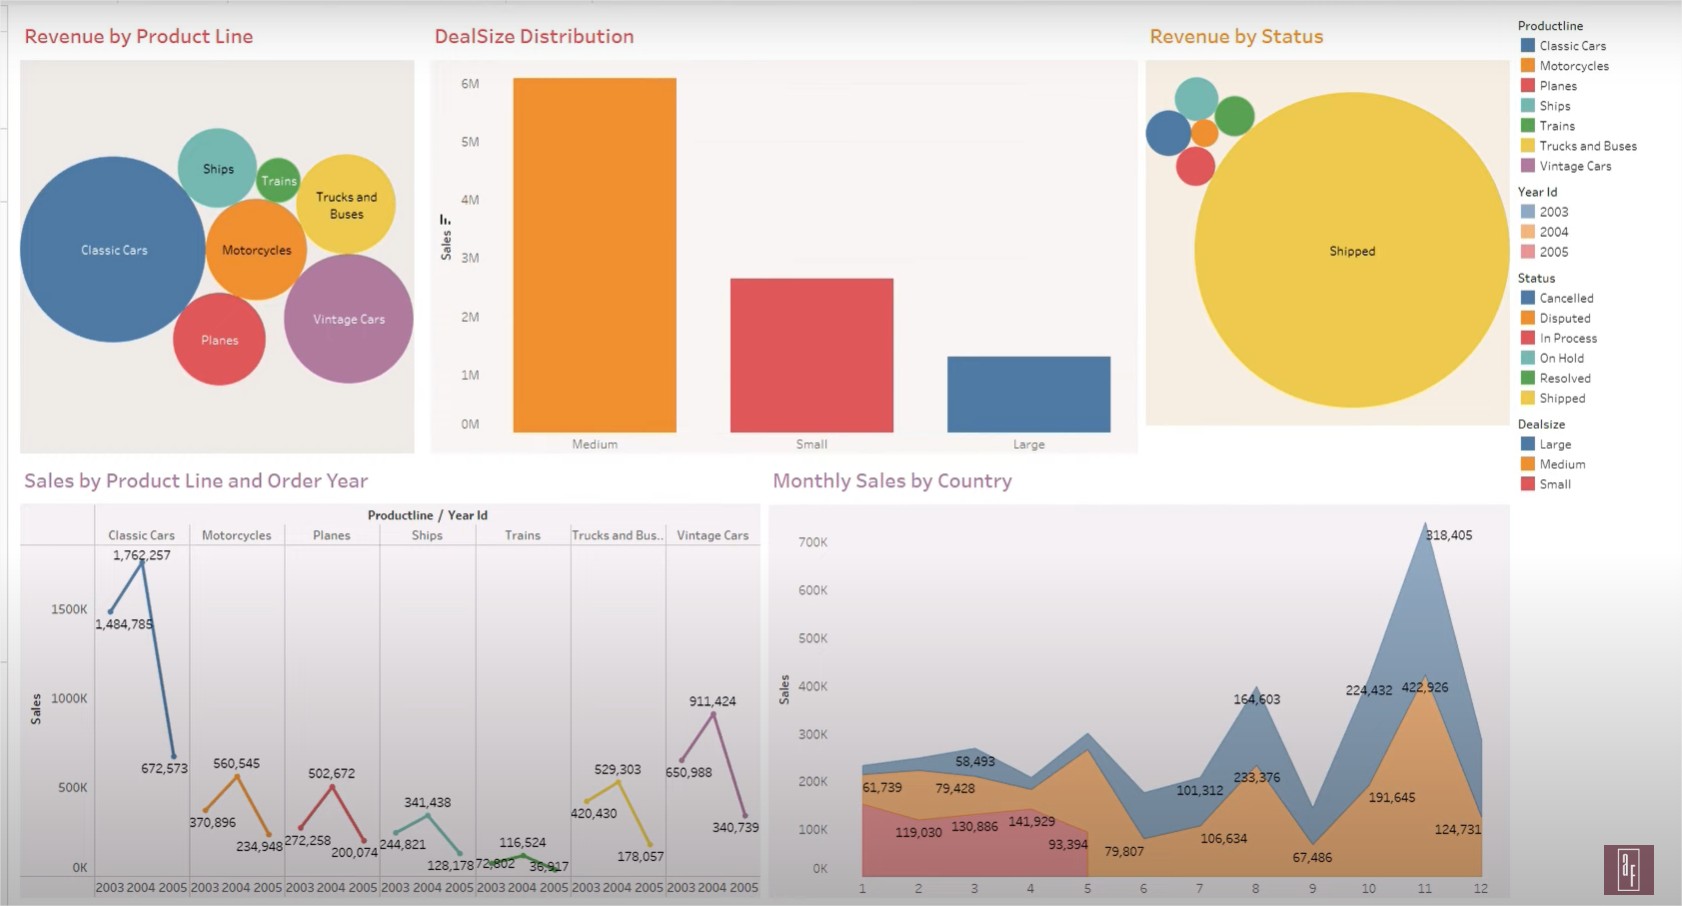 Revenue by Product Line
Classic Cars
Ships
Trains
Trucks and
Buses
Motorcycles
Planes
Vintage Cars
DealSize Distribution
Sales
6M
5M
4M
3M
2M
1M
0M
Medium
Small
Large
Revenue by Status
Shipped
Productline
Classic Cars
Motorcycles
Planes
Ships
Trains
Trucks and Buses
Vintage Cars
Year Id
2003
2004
2005
Status
Cancelled
Disputed
In Process
On Hold
Resolved
Shipped
Dealsize
Large
Medium
Small
Sales by Product Line and Order Year
Productline / Year Id
Classic Cars Motorcycles Planes Ships Trains Trucks and Bus.. Vintage Cars
Sales
1500K
1000K
500K
0K
1,762,257
1,484,785
672,573
560,545
370,896
234,948
502,672
272,258
200,074
341,438
244,821
128,178
116,524
72,802
36,917
529,303
420,430
178,057
911,424
650,988
340,739
2003 2004 2005 2003 2004 2005 2003 2004 2005 2003 2004 2005 2003 2004 2005 2003 2004 2005 2003 2004 2005
Monthly Sales by Country
Sales
700K
600K
500K
400K
300K
200K
100K
0K
318,405
164,603
224,432
422,926
58,493
61,739
79,428
101,312
233,376
191,645
119,030
130,886
141,929
93,394
79,807
106,634
67,486
124,731
1 2 3 4 5 6 7 8 9 10 11 12
af